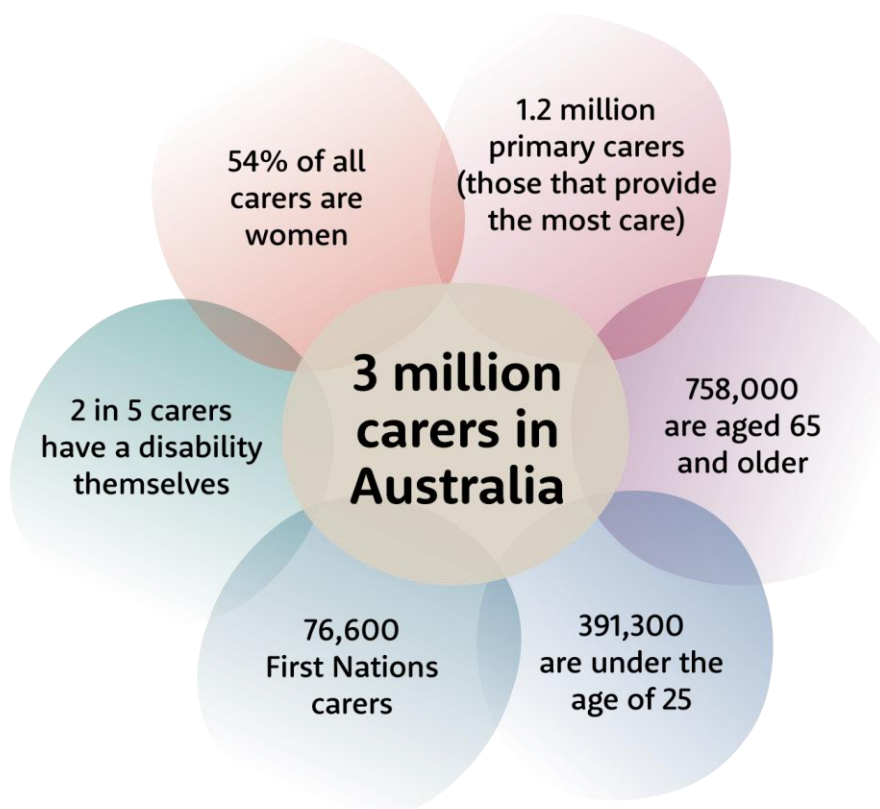 54% of all
carers are
women
1.2 million
primary carers
(those that provide
the most care)
2 in 5 carers
have a disability
themselves
3 million
carers in
Australia
758,000
are aged 65
and older
76,600
First Nations
carers
391,300
are under the
age of 25